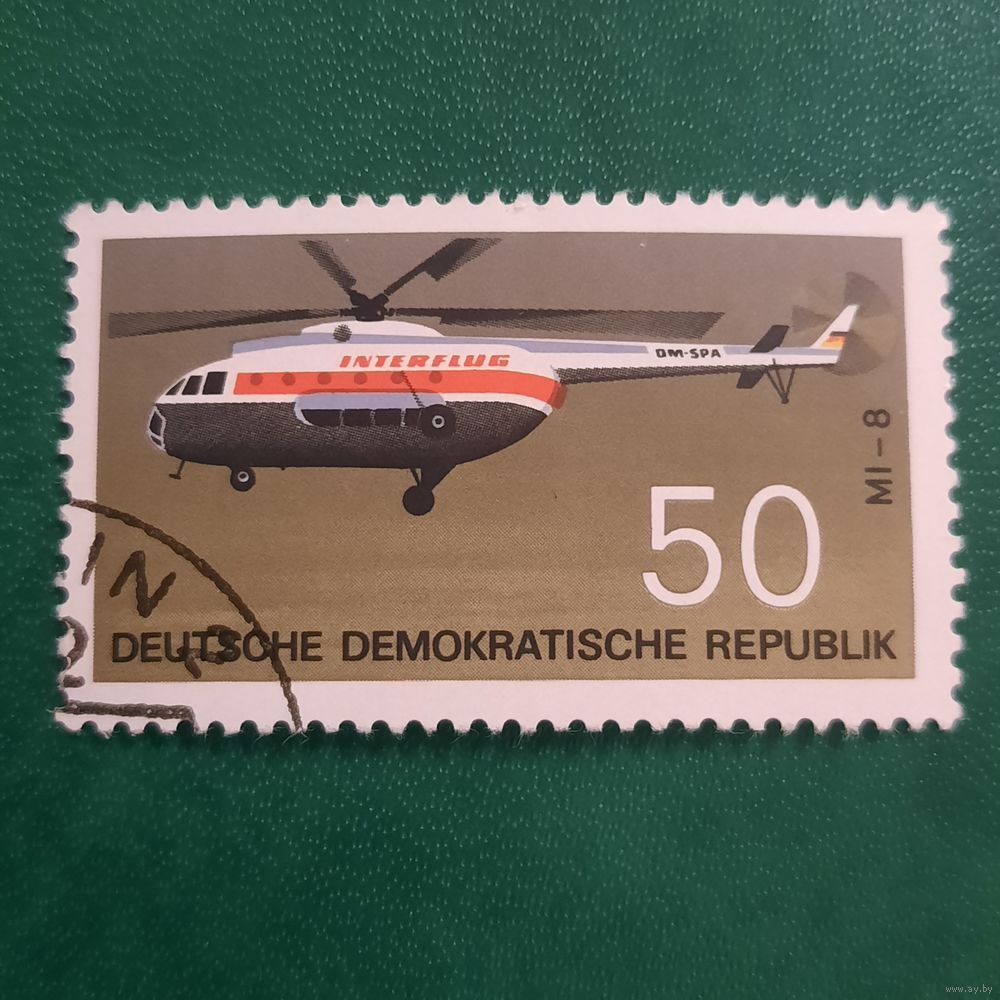 INTERFLUG
DM-SPA
MI-8
50
DEUTSCHE DEMOKRATISCHE REPUBLIK
www.ay.by